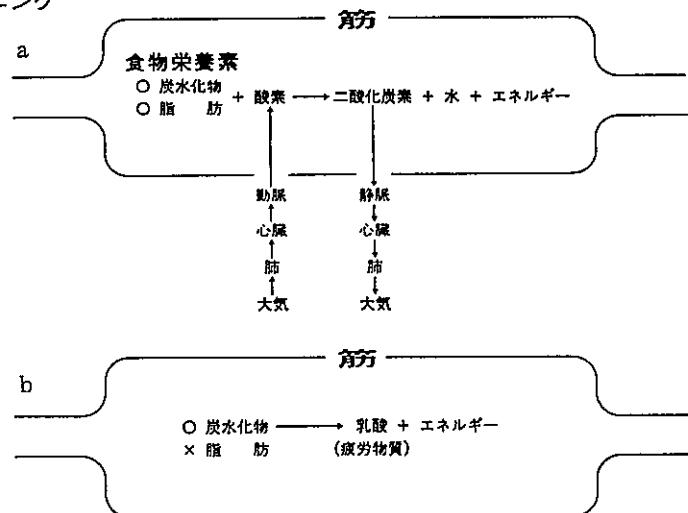 ニング
筋
a
食物栄養素
○ 炭水化物
○ 脂 肪
+ 酸素 → 二酸化炭素 + 水 + エネルギー
動脈 静脈
心臓 心臓
肺 肺
大気 大気
筋
b
○ 炭水化物 → 乳酸 + エネルギー
× 脂 肪 (疲労物質)